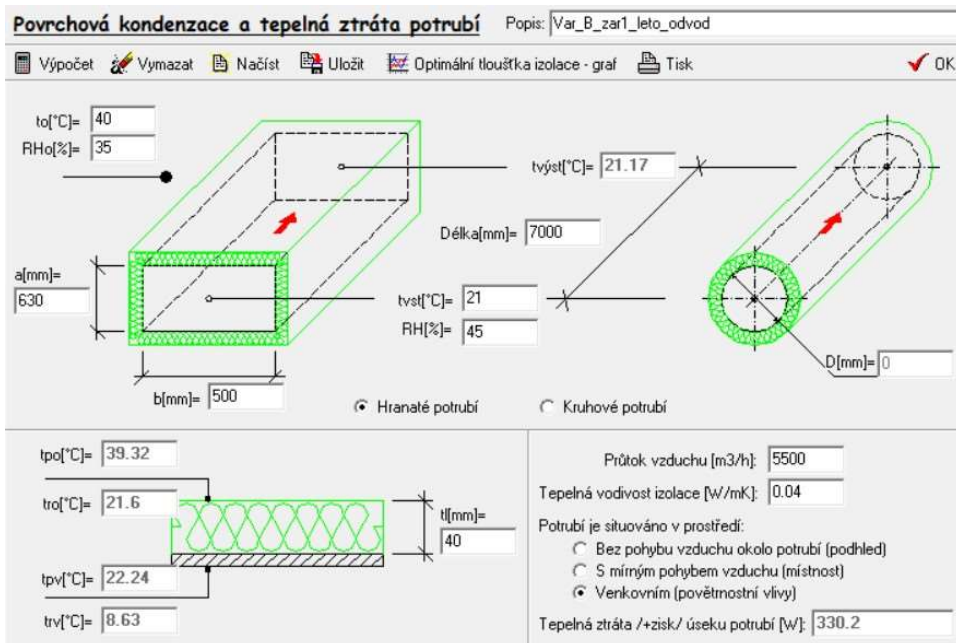 Povrchová kondenzace a tepelná ztráta potrubí Popis: Var_B_zar1_leto_odvod
Výpočet Vymazat Načíst Uložit Optimální tloušťka izolace - graf Tisk OK
to[°C]= 40
RHo[%]= 35
tvýst[°C]= 21.17
Délka[mm]= 7000
a[mm]=
630
tvst[°C]= 21
RH[%]= 45
D[mm]= 0
b[mm]= 500
Hranaté potrubí Kruhové potrubí
tpo[°C]= 39.32
tro[°C]= 21.6
tl[mm]=
40
tpv[°C]= 22.24
trv[°C]= 8.63
Průtok vzduchu [m3/h]: 5500
Tepelná vodivost izolace [W/mK]: 0.04
Potrubí je situováno v prostředí:
Bez pohybu vzduchu okolo potrubí (podhled)
S mírným pohybem vzduchu (místnost)
Venkovním (povětrnostní vlivy)
Tepelná ztráta /+zisk/ úseku potrubí [W]: 330.2